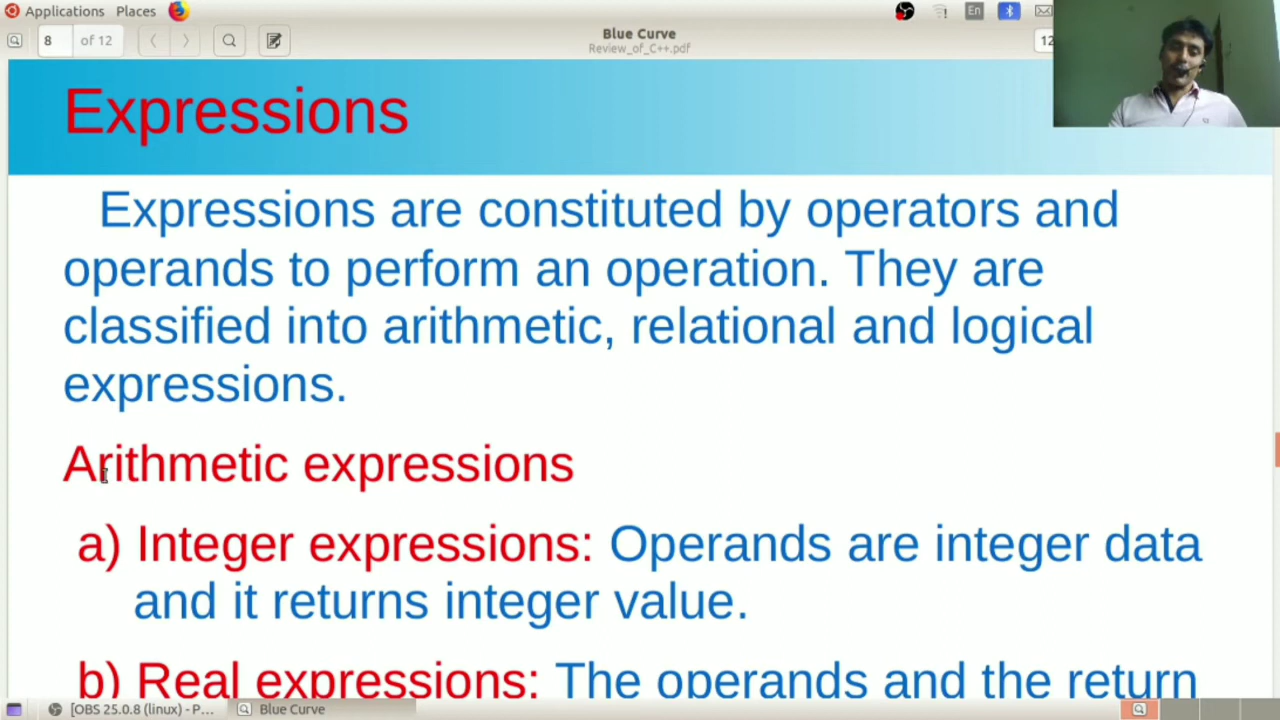 Applications Places En
8 of 12 Blue Curve 12
Review_of_C++.pdf
Expressions
Expressions are constituted by operators and
operands to perform an operation. They are
classified into arithmetic, relational and logical
expressions.
Arithmetic expressions
a) Integer expressions: Operands are integer data
and it returns integer value.
b) Real expressions: The operands and the return
[OBS 25.0.8 (linux) - P... Blue Curve